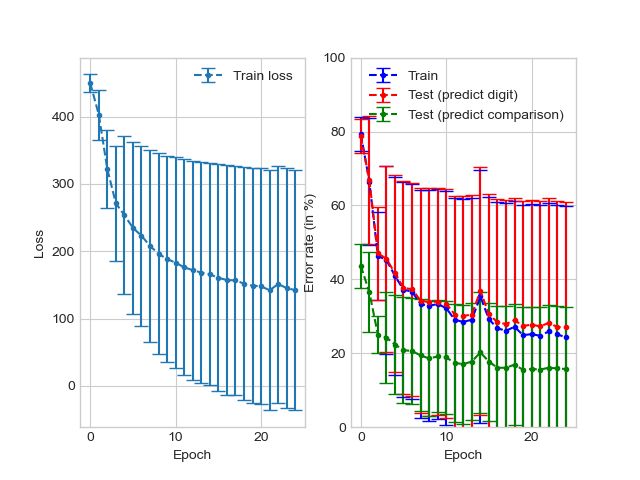 Train loss
400
300
200
100
0
Loss
0
10
20
Epoch
Train
Test (predict digit)
Test (predict comparison)
100
80
60
40
20
0
Error rate (in %)
0
10
20
Epoch